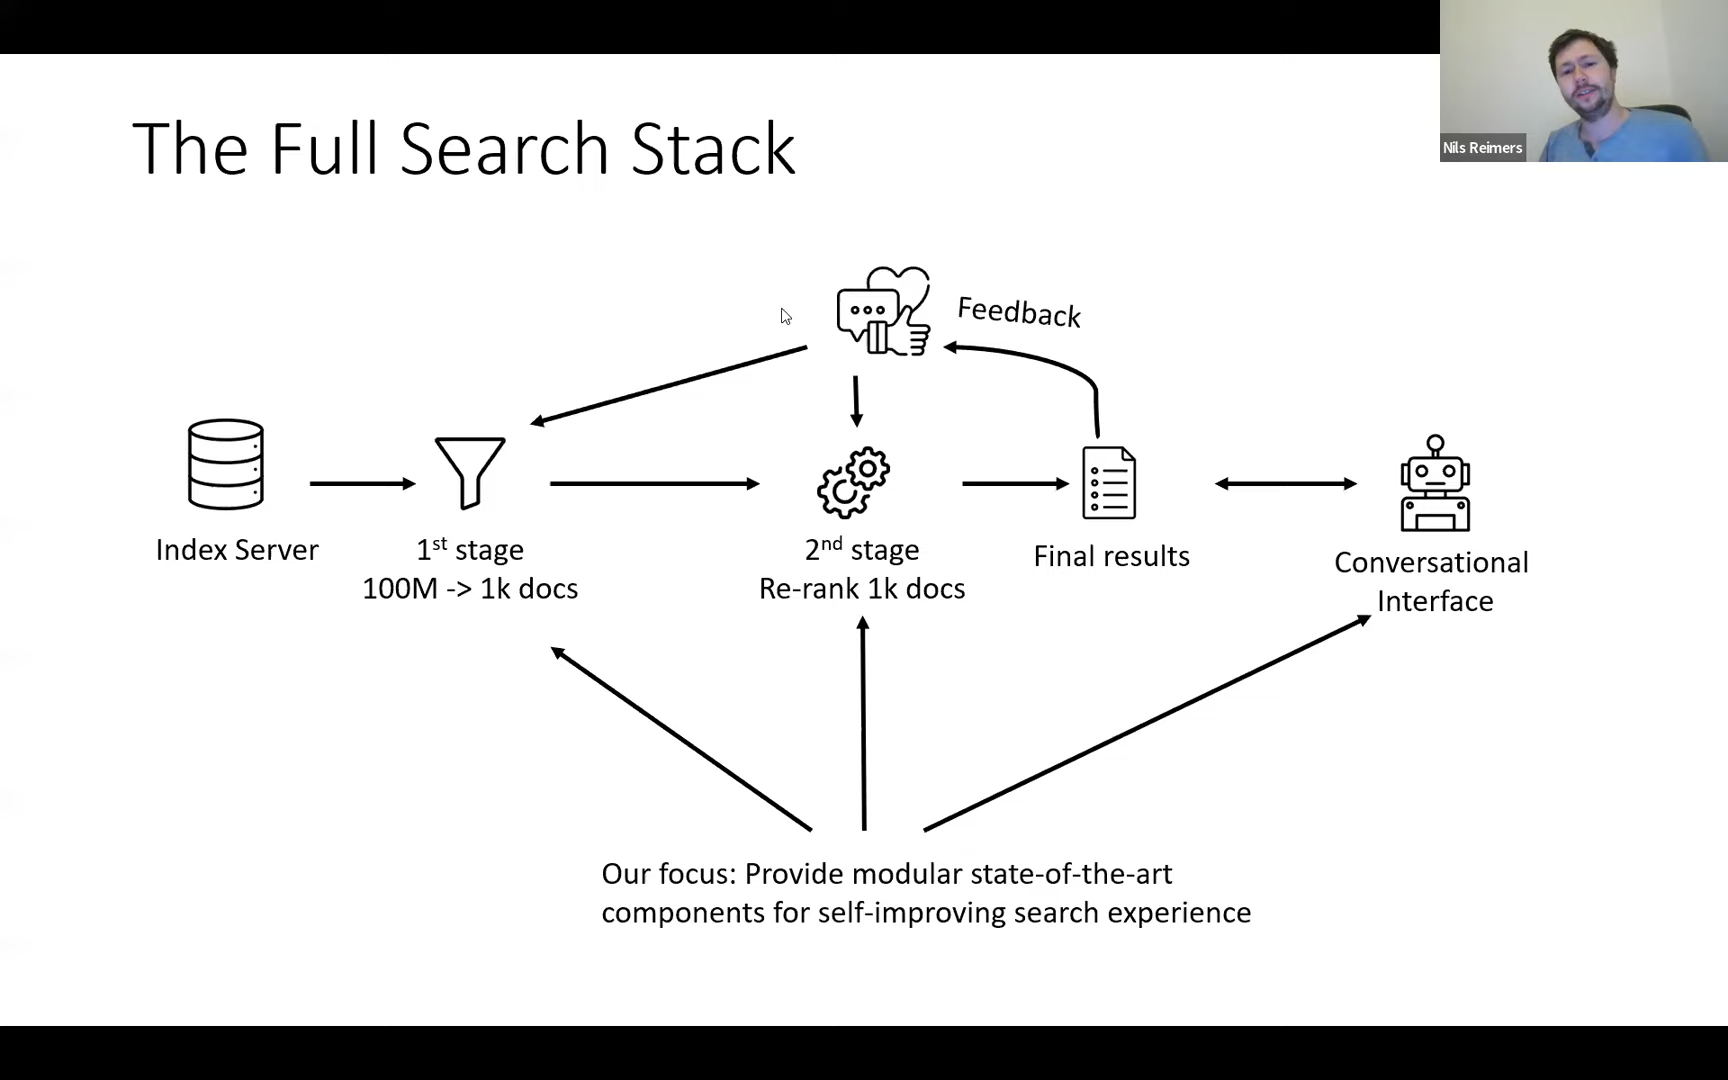 Nils Reimers
The Full Search Stack
Feedback
Index Server
1st stage
100M -> 1k docs
2nd stage
Re-rank 1k docs
Final results
Conversational
Interface
Our focus: Provide modular state-of-the-art
components for self-improving search experience